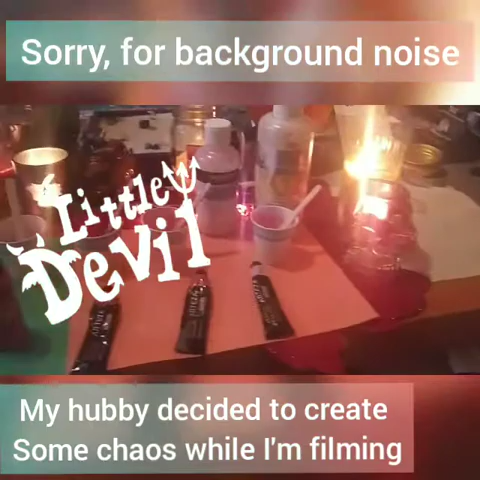 Sorry, for background noise
Little
Devil
My hubby decided to create
Some chaos while I'm filming